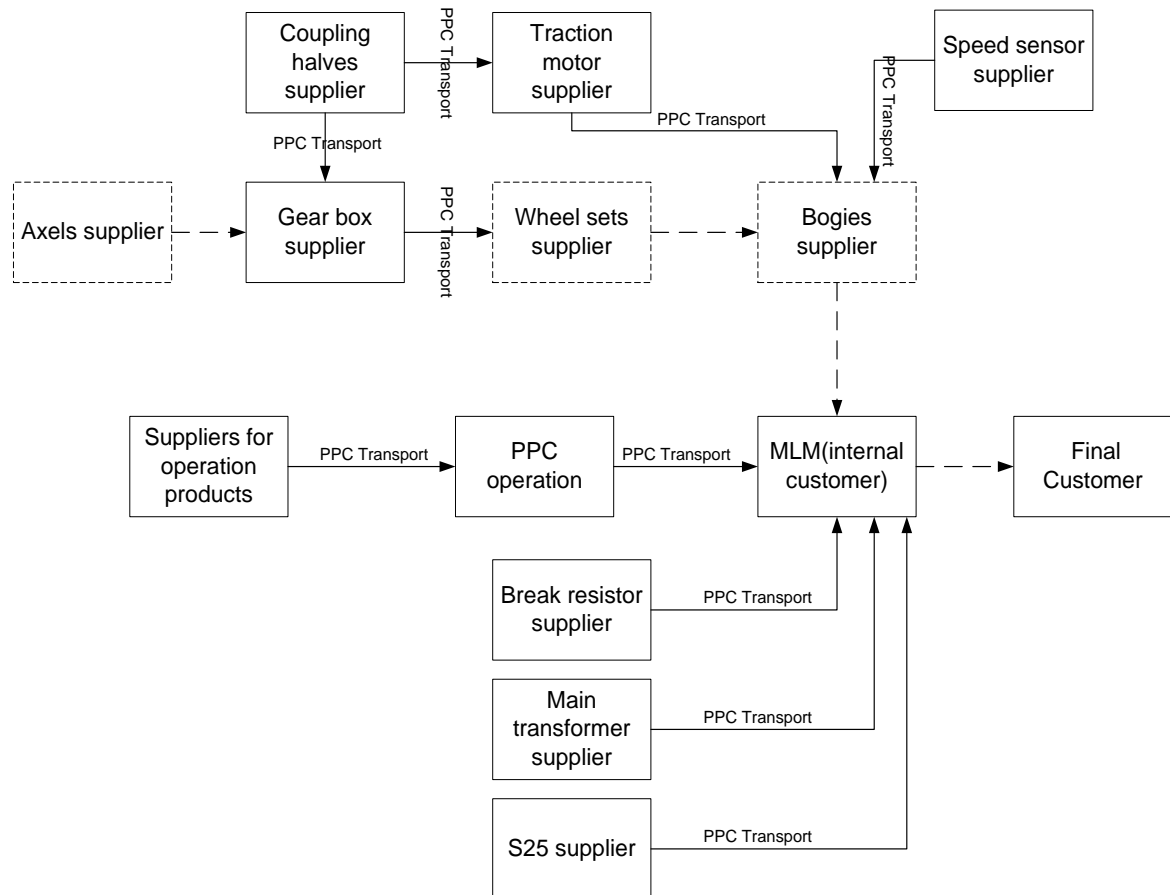 Coupling
halves
supplier
PPC Transport
Traction
motor
supplier
Speed sensor
supplier
PPC Transport
PPC Transport
PPC Transport
Axels supplier
Gear box
supplier
PPC Transport
Wheel sets
supplier
Bogies
supplier
Suppliers for
operation
products
PPC Transport
PPC
operation
PPC Transport
MLM(internal
customer)
Final
Customer
Break resistor
supplier
PPC Transport
Main
transformer
supplier
PPC Transport
S25 supplier
PPC Transport